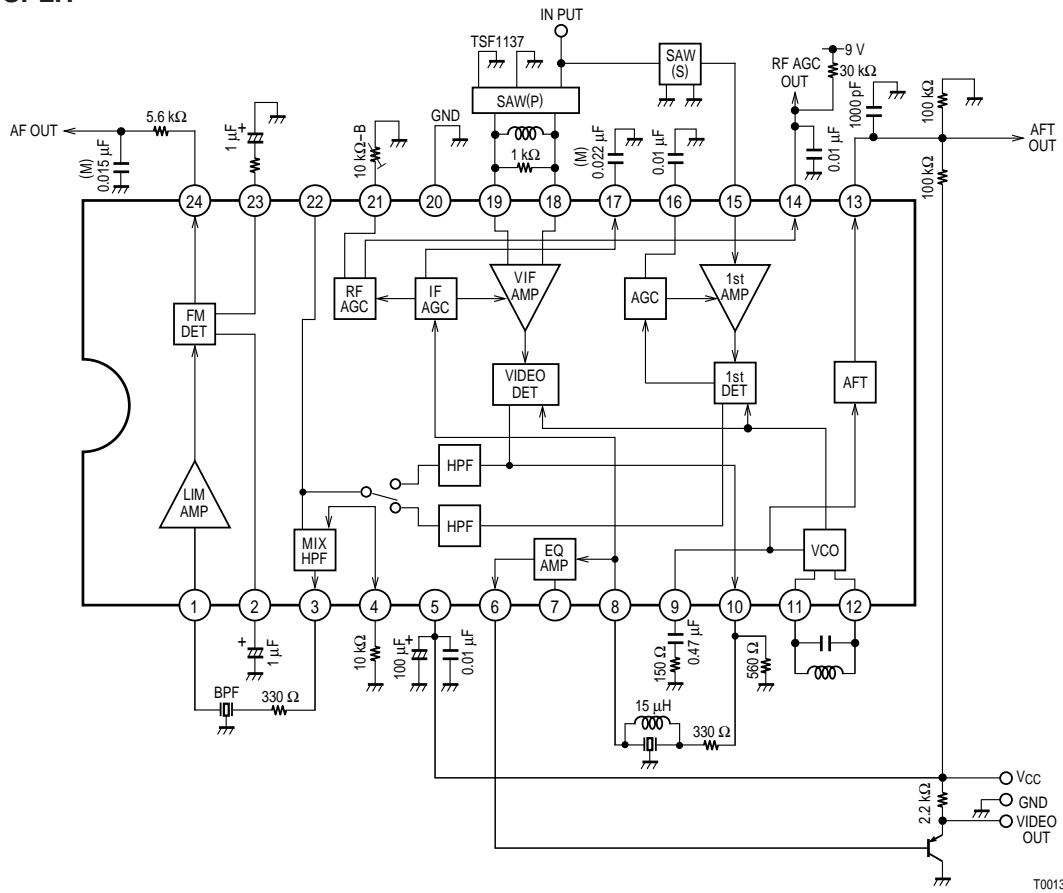 IN PUT
TSF1137
SAW(P)
SAW
(S)
9 V
RF AGC
OUT
30 kΩ
1000 pF
100 kΩ
AF OUT
5.6 kΩ
(M)
0.015 µF
1 µF
+
10 kΩ–B
GND
1 kΩ
(M)
0.022 µF
0.01 µF
0.01 µF
100 kΩ
AFT
OUT
24
23
22
21
20
19
18
17
16
15
14
13
RF
AGC
IF
AGC
VIF
AMP
AGC
1st
AMP
FM
DET
VIDEO
DET
1st
DET
AFT
HPF
LIM
AMP
HPF
MIX
HPF
EQ
AMP
VCO
1
2
3
4
5
6
7
8
9
10
11
12
+
1 µF
10 kΩ
100 µF
+
0.01 µF
150 Ω
0.47 µF
560 Ω
BPF
330 Ω
15 µH
330 Ω
VCC
2.2 kΩ
GND
VIDEO
OUT
T0013